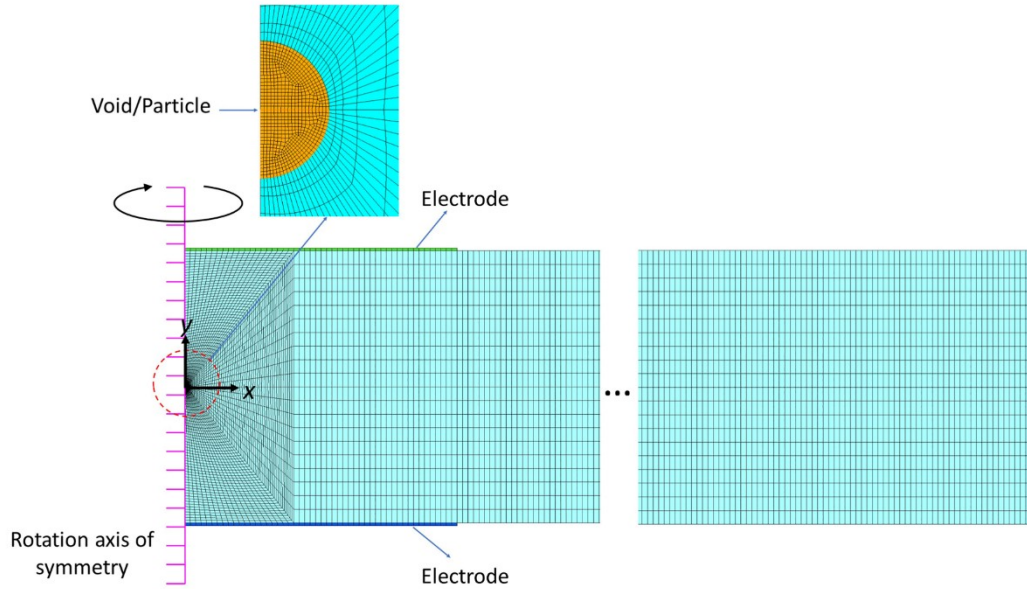 Void/Particle
Electrode
y
x
...
Rotation axis of
symmetry
Electrode